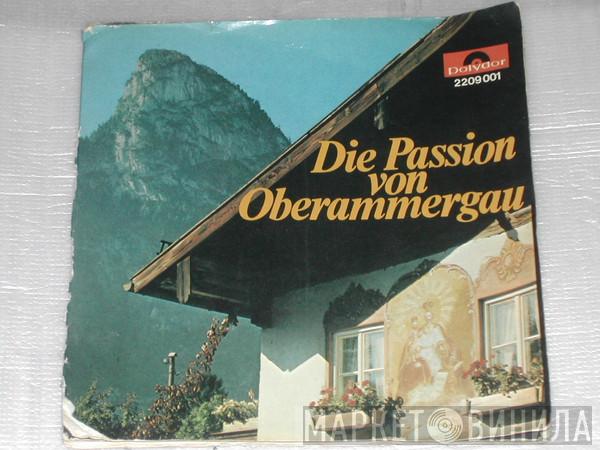 Polydor
2209 001
Die Passion
von
Oberammergau
МАРКЕТ ВИНИЛА